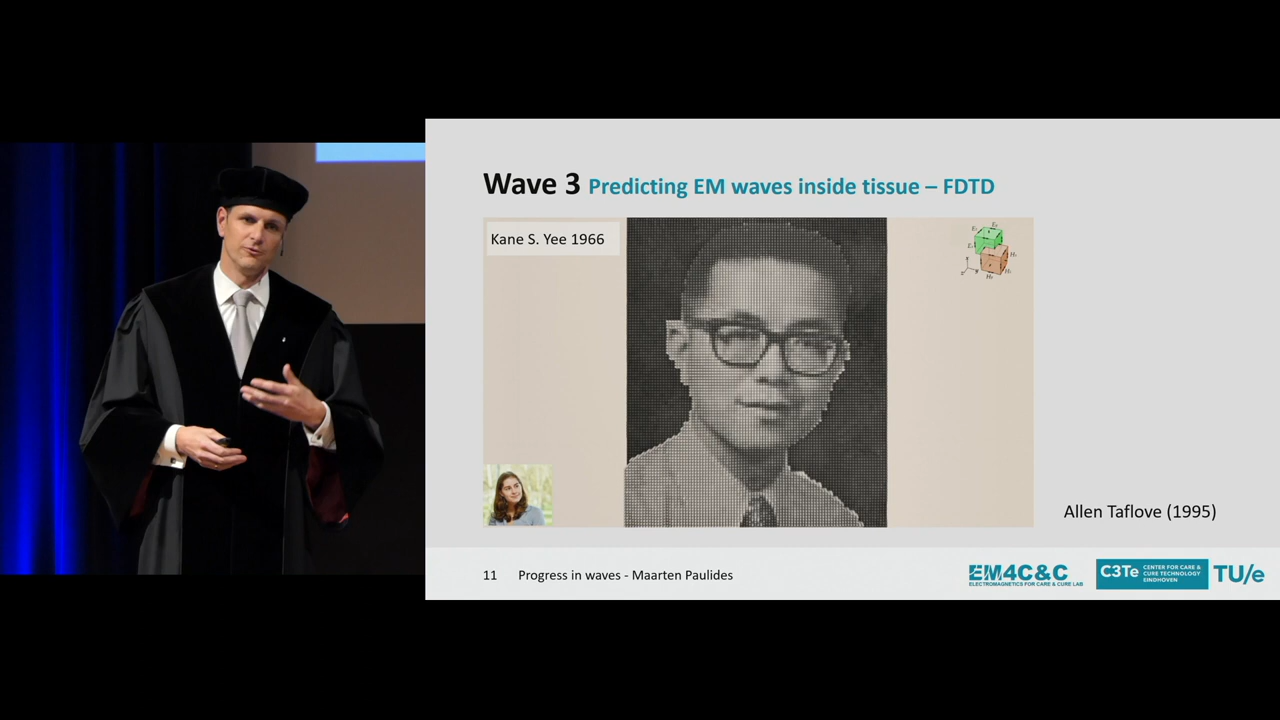 Wave 3 Predicting EM waves inside tissue – FDTD
Kane S. Yee 1966
Allen Taflove (1995)
11 Progress in waves - Maarten Paulides
EM4C&C
ELECTROMAGNETICS FOR CARE & CURE LAB
C3Te
CENTER FOR CARE &
CURE TECHNOLOGY
EINDHOVEN
TU/e